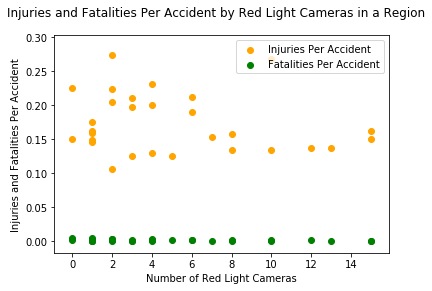 Injuries and Fatalities Per Accident by Red Light Cameras in a Region
Injuries and Fatalities Per Accident
0.30
0.25
0.20
0.15
0.10
0.05
0.00
Injuries Per Accident
Fatalities Per Accident
0 2 4 6 8 10 12 14
Number of Red Light Cameras